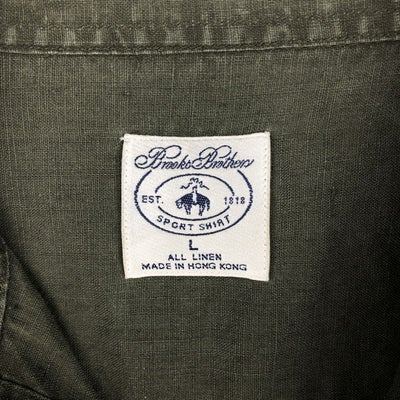 Brooks Brothers
EST. 1818
SPORT SHIRT
L
ALL LINEN
MADE IN HONG KONG